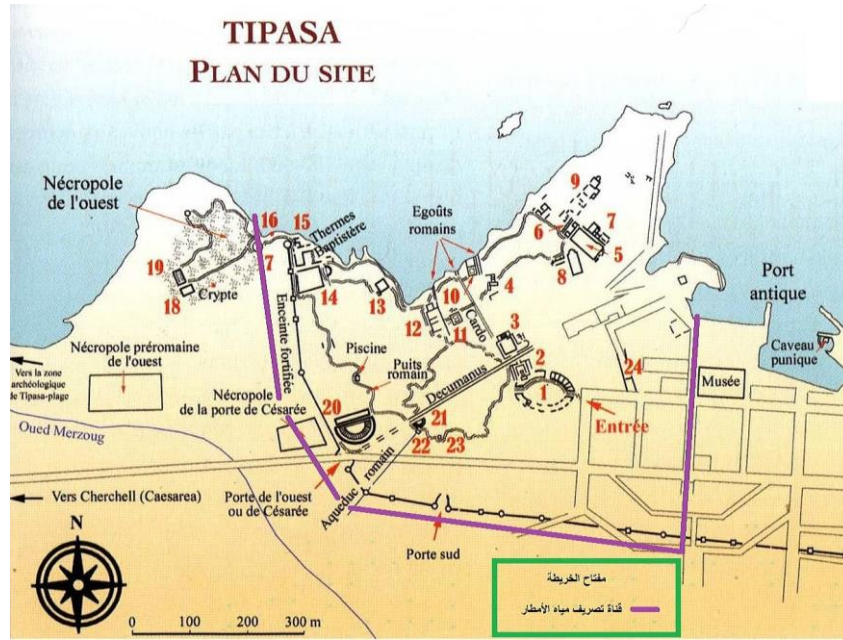 TIPASA
PLAN DU SITE
Nécropole
de l'ouest
16
15
Thermes
Baptistère
Egoûts
romains
9
6
7
5
8
19
18
7
Crypte
14
13
10
4
12
11
Cardo
3
Port
antique
Caveau
punique
Vers la zone
archéologique
de Tipasa-plage
Nécropole préromaine
de l'ouest
Enceinte fortifiée
Piscine
Puits
romain
Decumanus
2
1
24
Musée
Entrée
Oued Merzoug
Nécropole
de la porte de Césarée
20
21
22
23
Vers Cherchell (Caesarea)
Porte de l'ouest
ou de Césarée
Aqueduc romain
Porte sud
N
0
100
200
300 m
مفتاح الخريطة
قناة تصريف مياه الأمطار